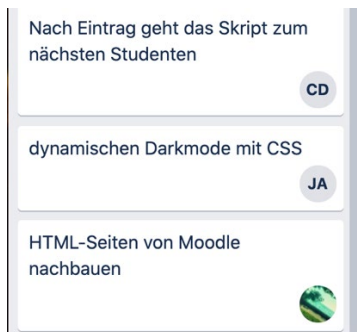 Nach Eintrag geht das Skript zum
nächsten Studenten
CD
dynamischen Darkmode mit CSS
JA
HTML-Seiten von Moodle
nachbauen